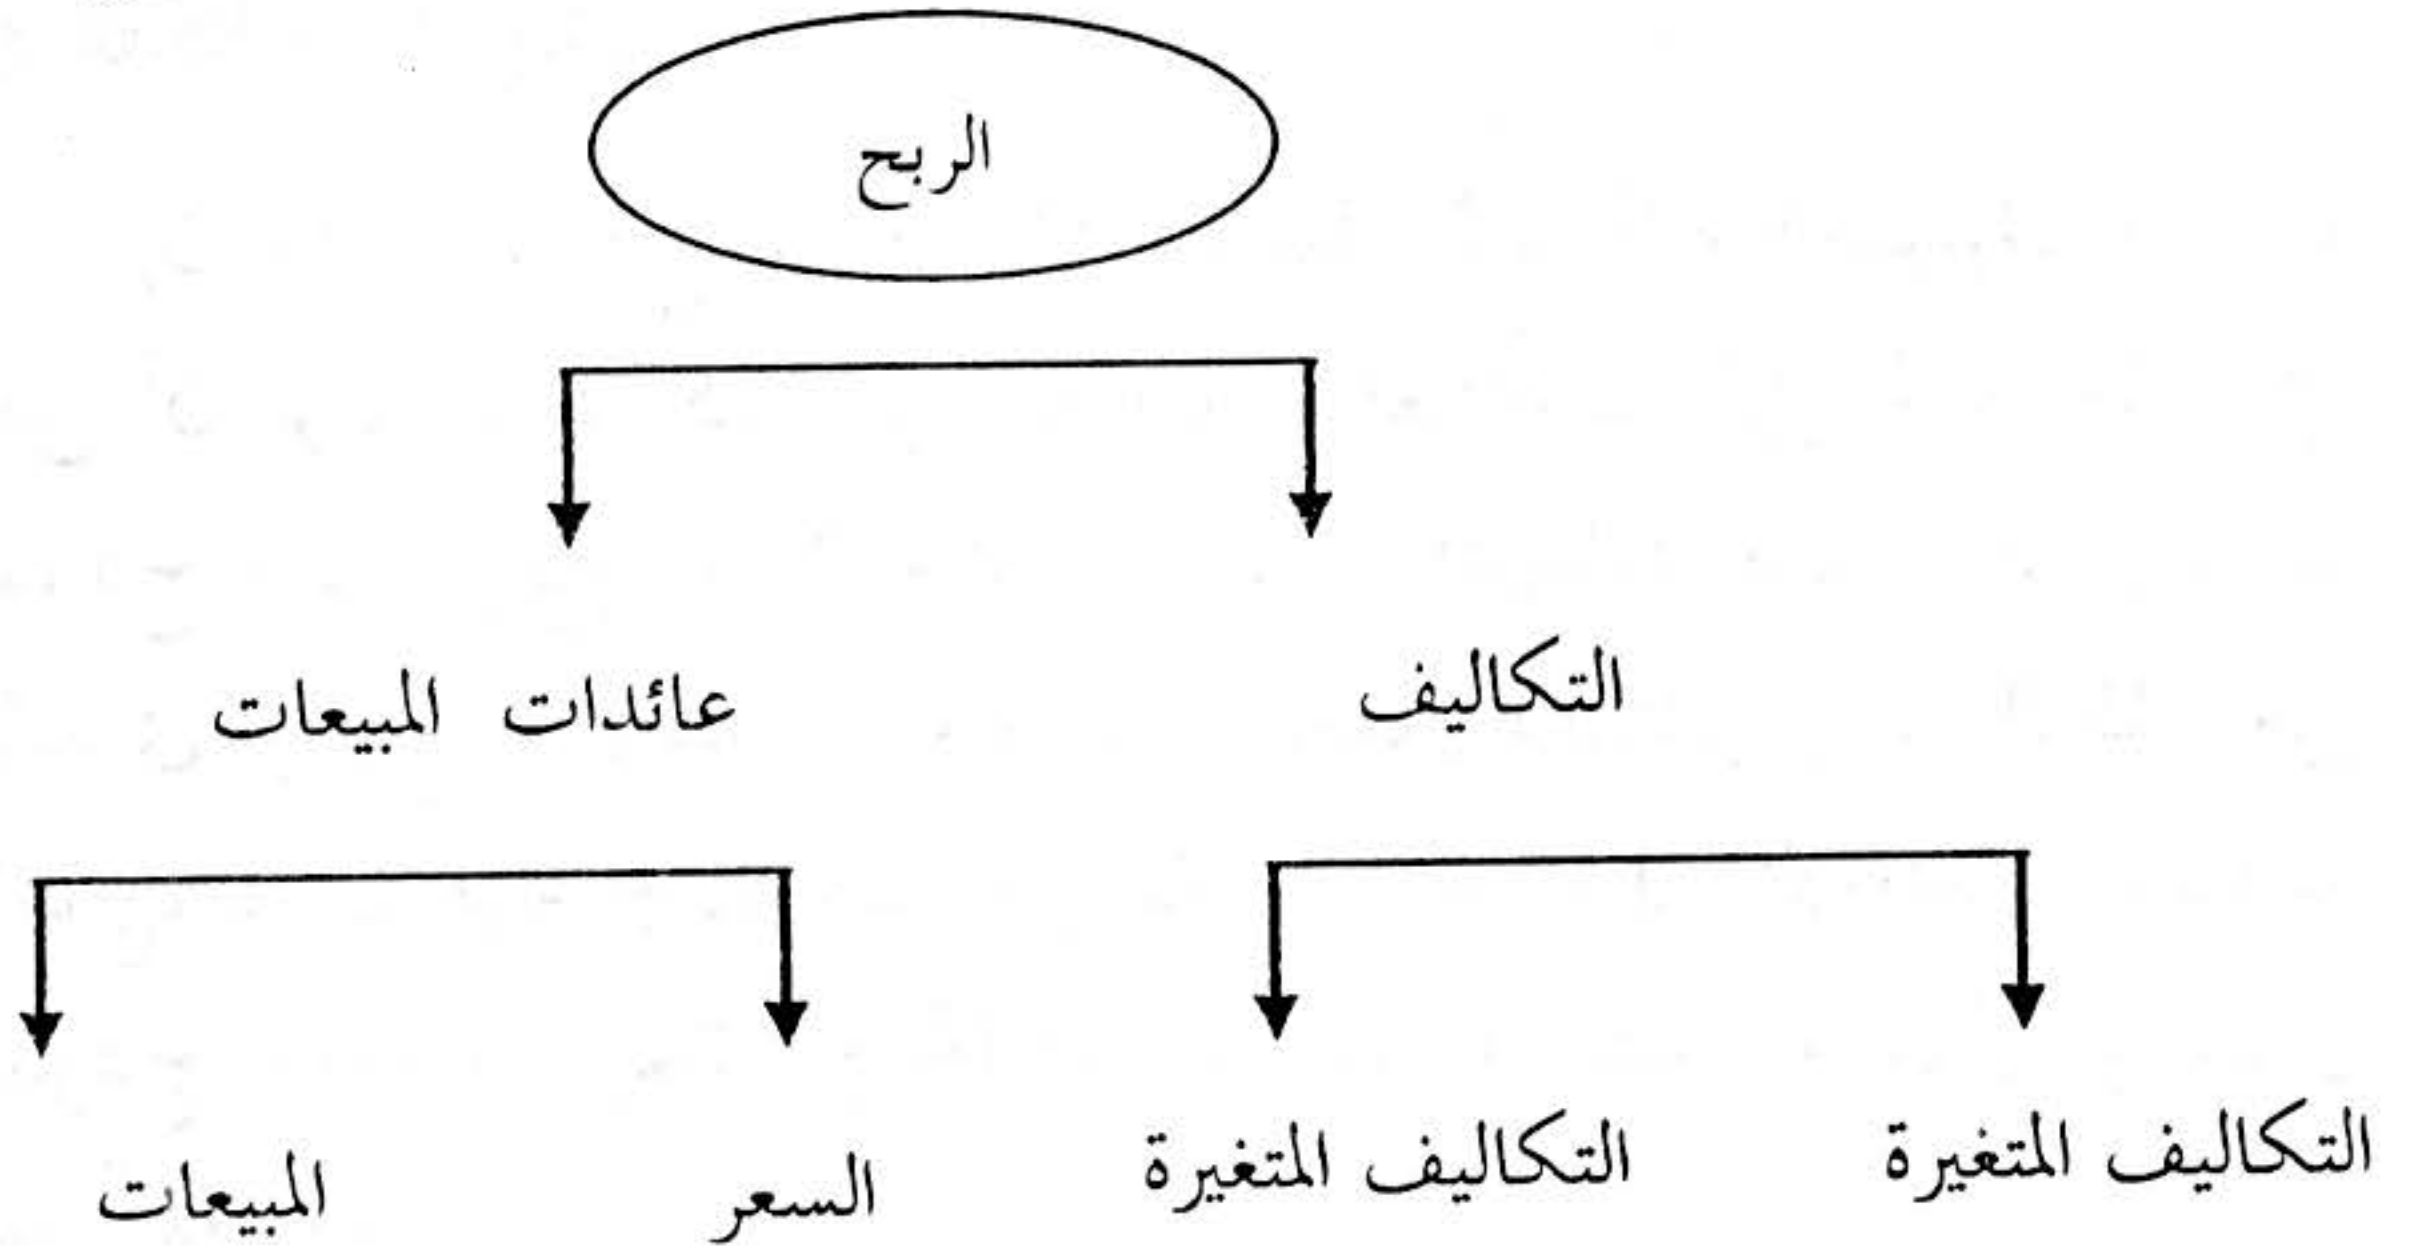 الربح
التكاليف
عائدات المبيعات
التكاليف المتغيرة
التكاليف المتغيرة
السعر
المبيعات